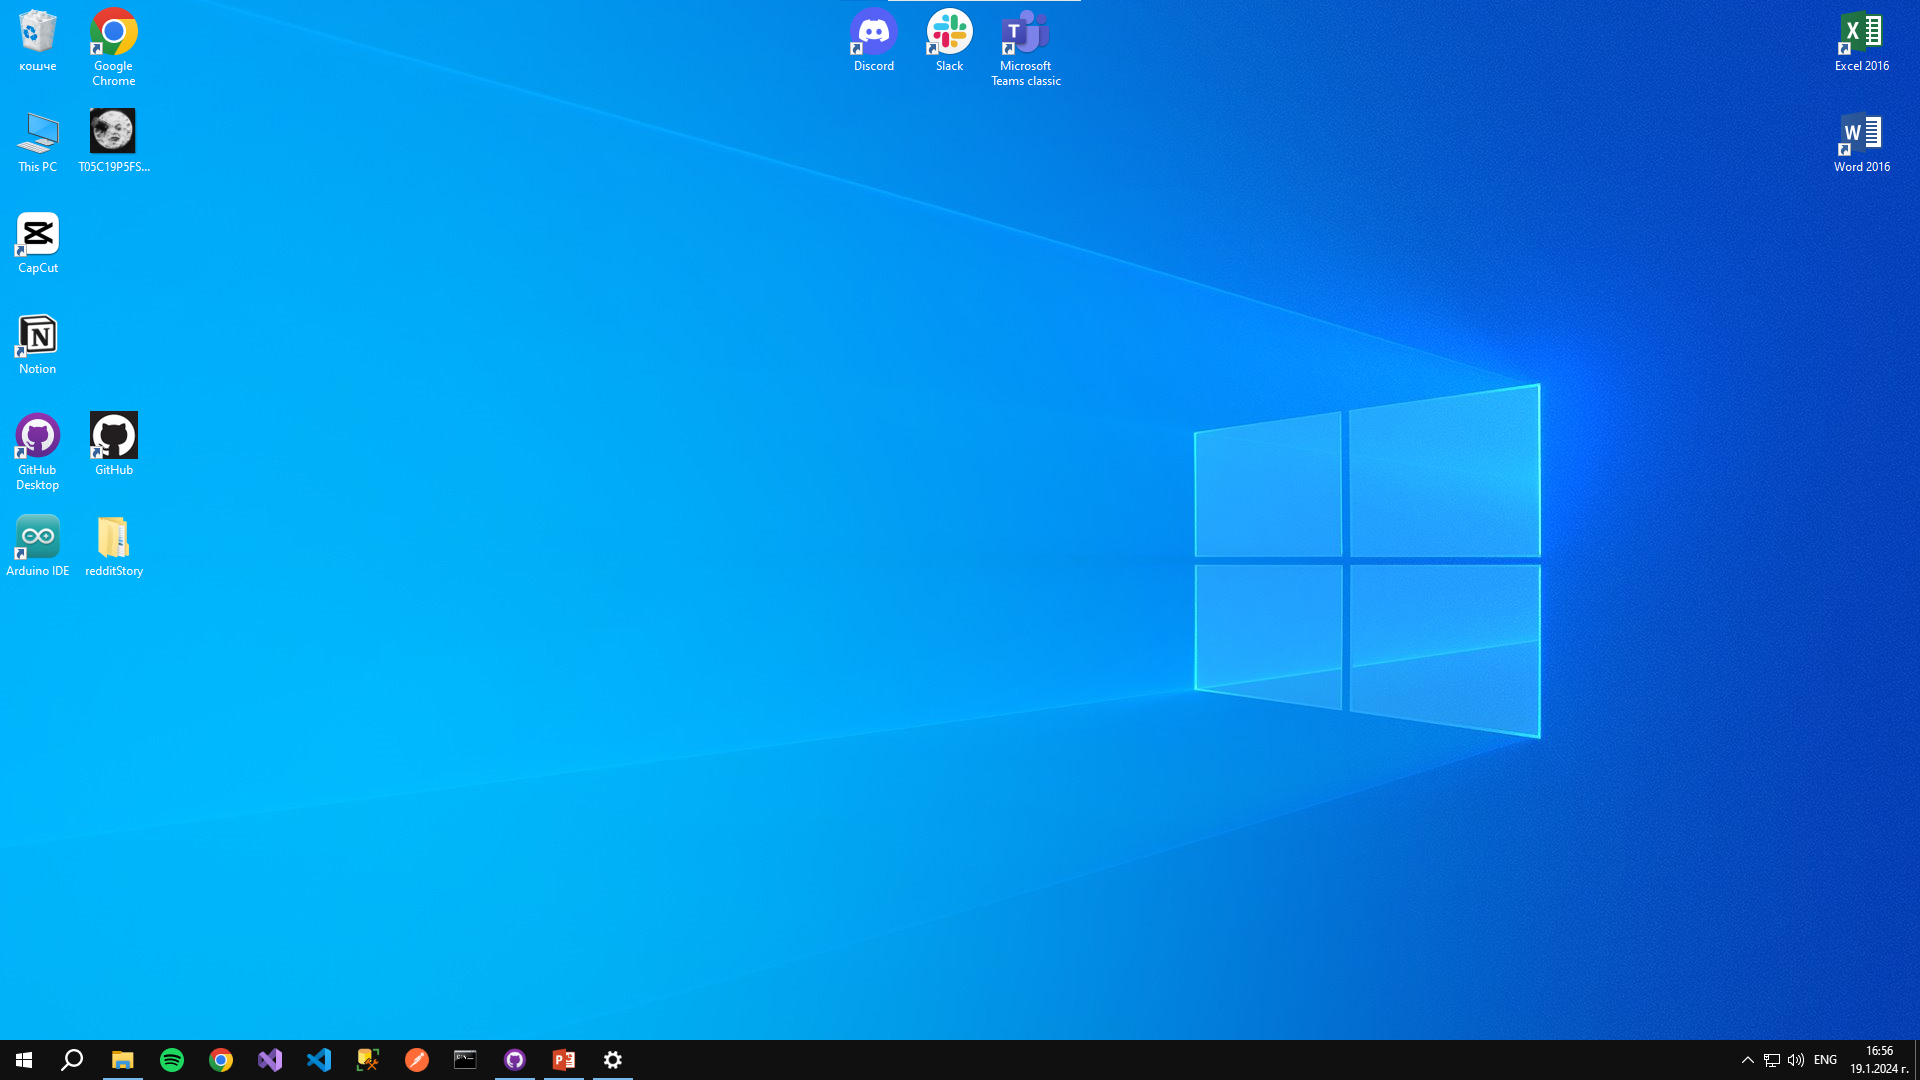 кошче
Google
Chrome
Discord
Slack
Microsoft
Teams classic
Excel 2016
This PC
T05C19P5FS...
Word 2016
CapCut
Notion
GitHub
Desktop
GitHub
Arduino IDE
redditStory
ENG
16:56
19.1.2024 г.